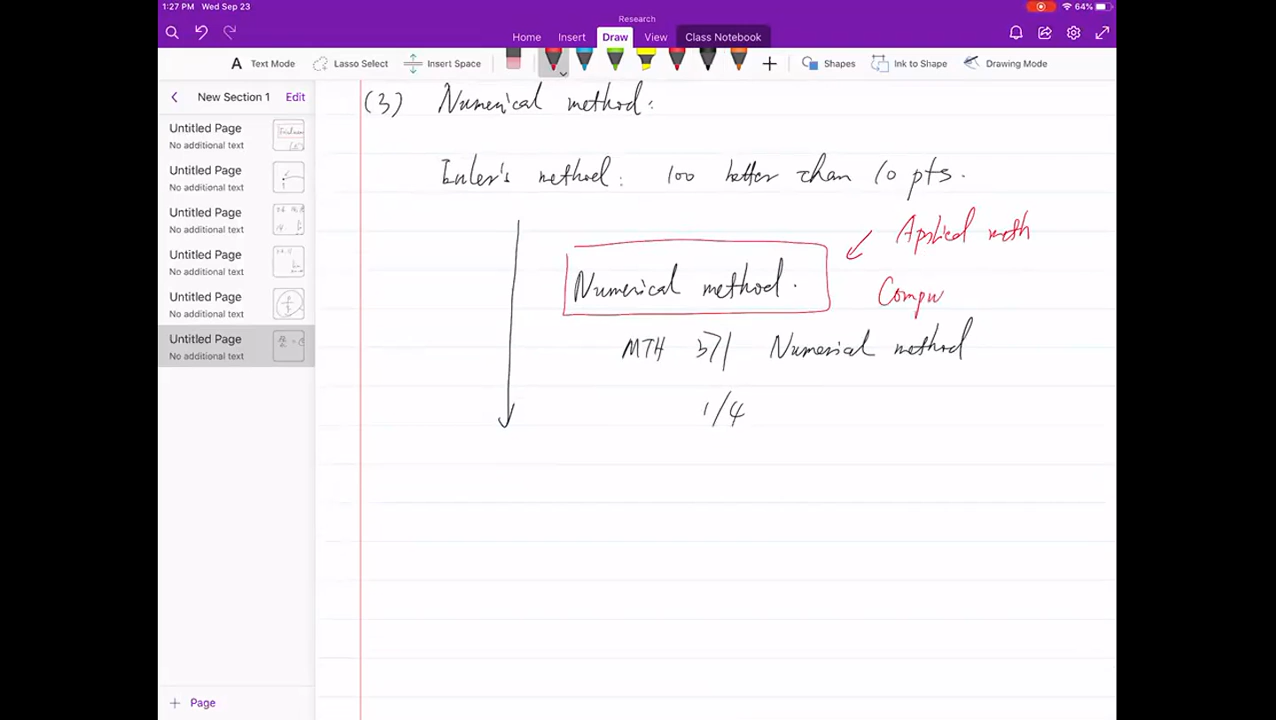 1:27 PM Wed Sep 23
64%
Research
Home Insert Draw View Class Notebook
A Text Mode Lasso Select Insert Space Shapes Ink to Shape Drawing Mode
New Section 1 Edit
Untitled Page
No additional text
Untitled Page
No additional text
Untitled Page
No additional text
Untitled Page
No additional text
Untitled Page
No additional text
Untitled Page
No additional text
Page
(3) Numerical method:
Euler's method: 100 better than 10 pts.
Applied math
Numerical method.
Compu
MTH 571 Numerical method
1/4